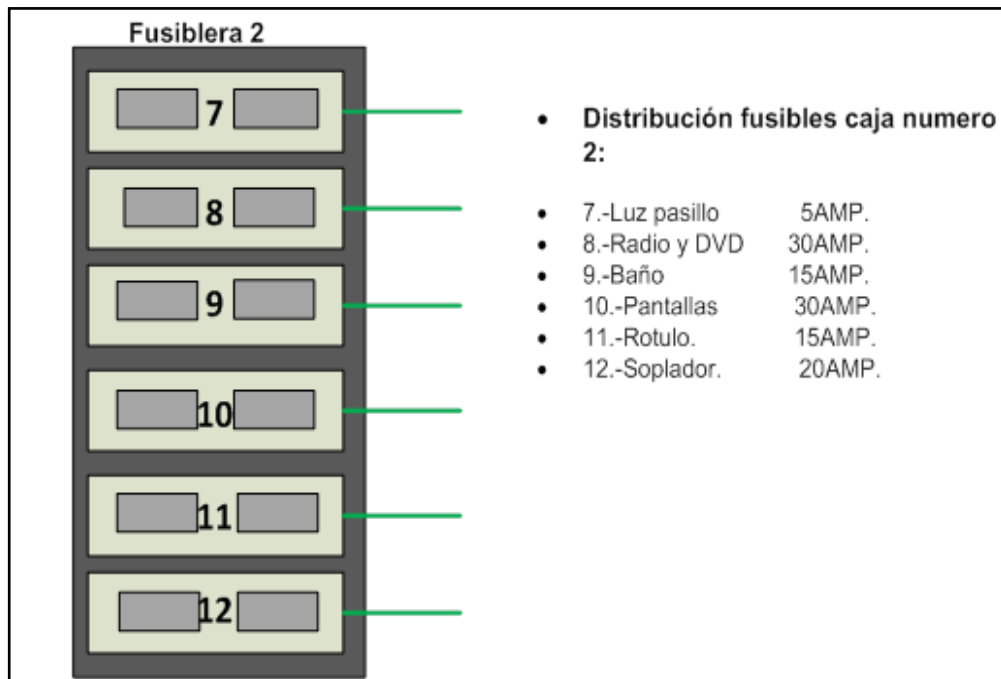 Fusiblera 2
7
8
9
10
11
12
• Distribución fusibles caja numero
2:
• 7.-Luz pasillo 5AMP.
• 8.-Radio y DVD 30AMP.
• 9.-Baño 15AMP.
• 10.-Pantallas 30AMP.
• 11.-Rotulo. 15AMP.
• 12.-Soplador. 20AMP.